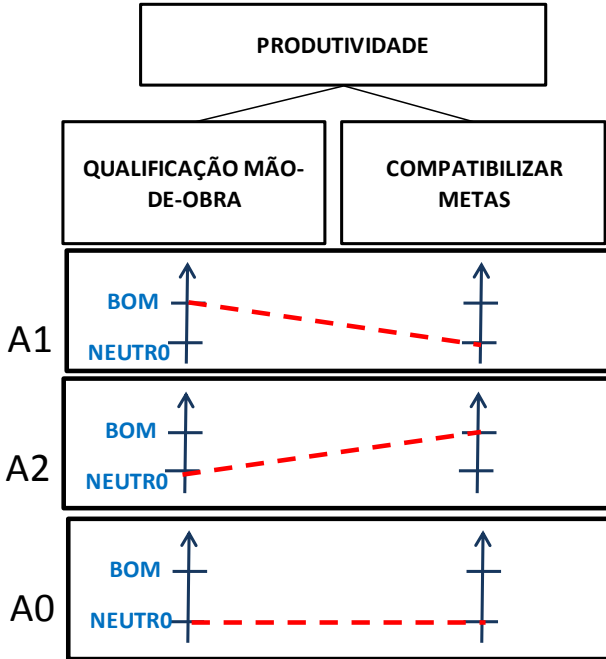 PRODUTIVIDADE
QUALIFICAÇÃO MÃO-
DE-OBRA
COMPATIBILIZAR
METAS
A1
BOM
NEUTR0
A2
BOM
NEUTR0
A0
BOM
NEUTR0